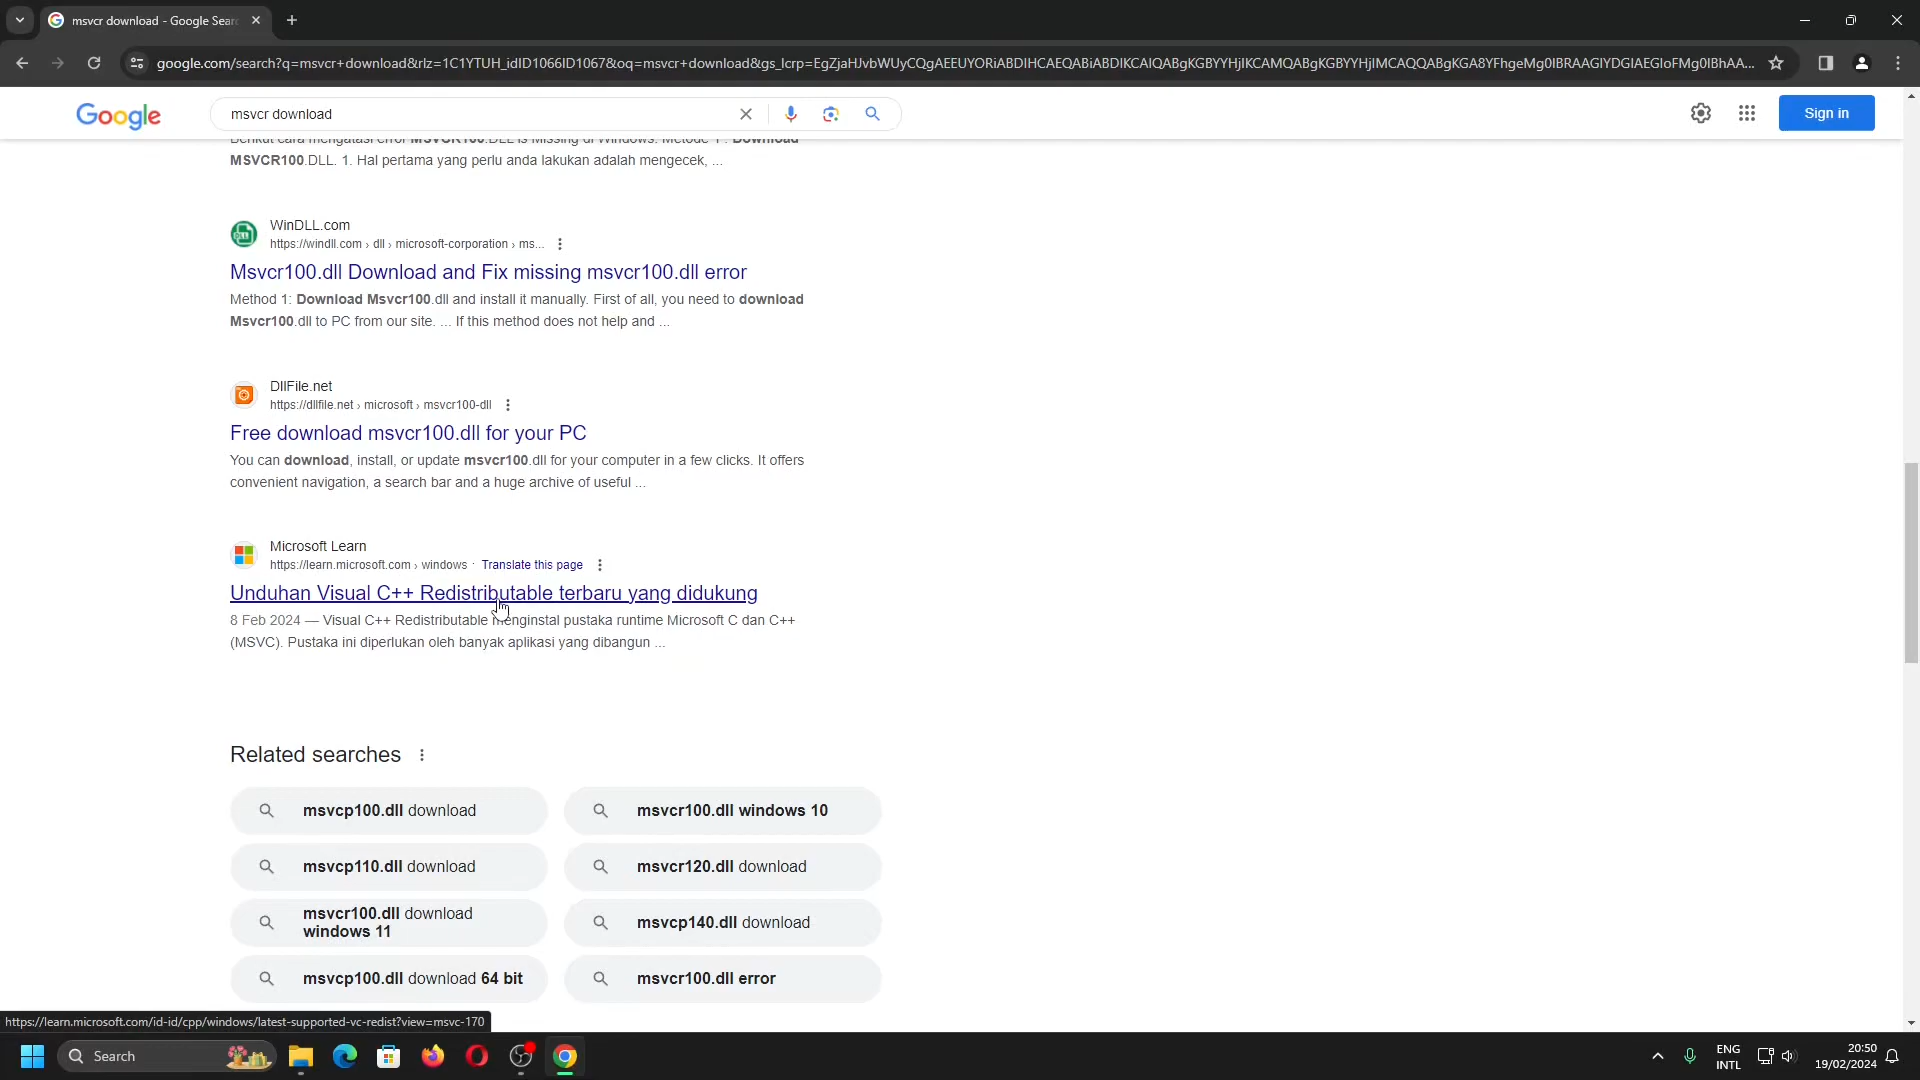 msvcr download - Google Sear
google.com/search?q=msvcr+download&rlz=1C1YTUH_idID1066ID1067&oq=msvcr+download&gs_lcrp=
Google
msvcr download
Sign in
MSVCR100.DLL. 1. Hal pertama yang perlu anda lakukan adalah mengecek, ...
WinDLL.com
https://windll.com › dll › microsoft-corporation › ms...
Msvcr100.dll Download and Fix missing msvcr100.dll error
Method 1: Download Msvcr100.dll and install it manually. First of all, you need to download
Msvcr100.dll to PC from our site. ... If this method does not help and ...
DllFile.net
https://dllfile.net › microsoft › msvcr100-dll
Free download msvcr100.dll for your PC
You can download, install, or update msvcr100.dll for your computer in a few clicks. It offers
convenient navigation, a search bar and a huge archive of useful ...
Microsoft Learn
https://learn.microsoft.com › windows · Translate this page
Unduhan Visual C++ Redistributable terbaru yang didukung
8 Feb 2024 — Visual C++ Redistributable menginstal pustaka runtime Microsoft C dan C++
(MSVC). Pustaka ini diperlukan oleh banyak aplikasi yang dibangun ...
Related searches
msvcp100.dll download
msvcr100.dll windows 10
msvcp110.dll download
msvcr120.dll download
msvcr100.dll download
windows 11
msvcp140.dll download
msvcp100.dll download 64 bit
msvcr100.dll error
https://learn.microsoft.com/id-id/cpp/windows/latest-supported-vc-redist?view=msvc-170
Search
ENG
INTL
20:50
19/02/2024